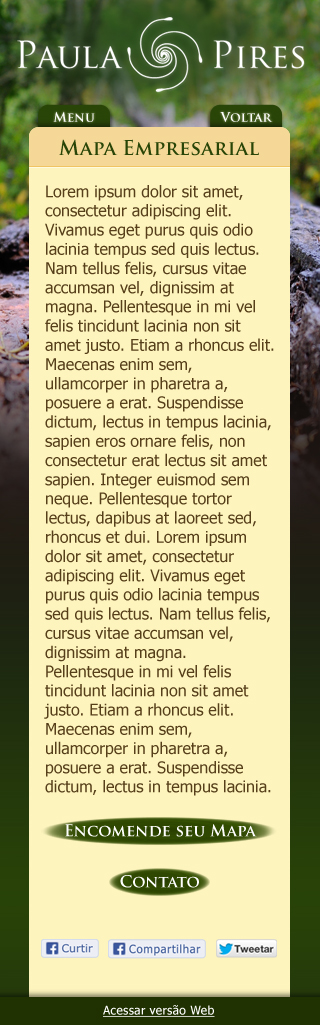 PAULA PIRES
MENU VOLTAR
MAPA EMPRESARIAL
Lorem ipsum dolor sit amet,
consectetur adipiscing elit.
Vivamus eget purus quis odio
lacinia tempus sed quis lectus.
Nam tellus felis, cursus vitae
accumsan vel, dignissim at
magna. Pellentesque in mi vel
felis tincidunt lacinia non sit
amet justo. Etiam a rhoncus elit.
Maecenas enim sem,
ullamcorper in pharetra a,
posuere a erat. Suspendisse
dictum, lectus in tempus lacinia,
sapien eros ornare felis, non
consectetur erat lectus sit amet
sapien. Integer euismod sem
neque. Pellentesque tortor
lectus, dapibus at laoreet sed,
rhoncus et dui. Lorem ipsum
dolor sit amet, consectetur
adipiscing elit. Vivamus eget
purus quis odio lacinia tempus
sed quis lectus. Nam tellus felis,
cursus vitae accumsan vel,
dignissim at magna.
Pellentesque in mi vel felis
tincidunt lacinia non sit amet
justo. Etiam a rhoncus elit.
Maecenas enim sem,
ullamcorper in pharetra a,
posuere a erat. Suspendisse
dictum, lectus in tempus lacinia.
ENCOMENDE SEU MAPA
CONTATO
Curtir Compartilhar Tweetar
Acessar versão Web